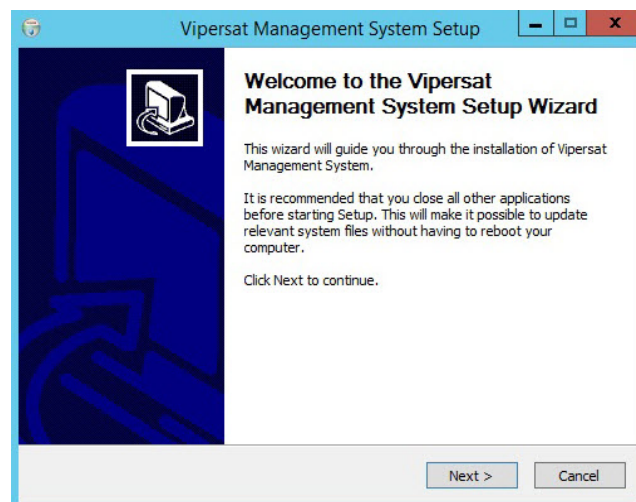 Vipersat Management System Setup
Welcome to the Vipersat
Management System Setup Wizard
This wizard will guide you through the installation of Vipersat
Management System.
It is recommended that you close all other applications
before starting Setup. This will make it possible to update
relevant system files without having to reboot your
computer.
Click Next to continue.
Next >
Cancel